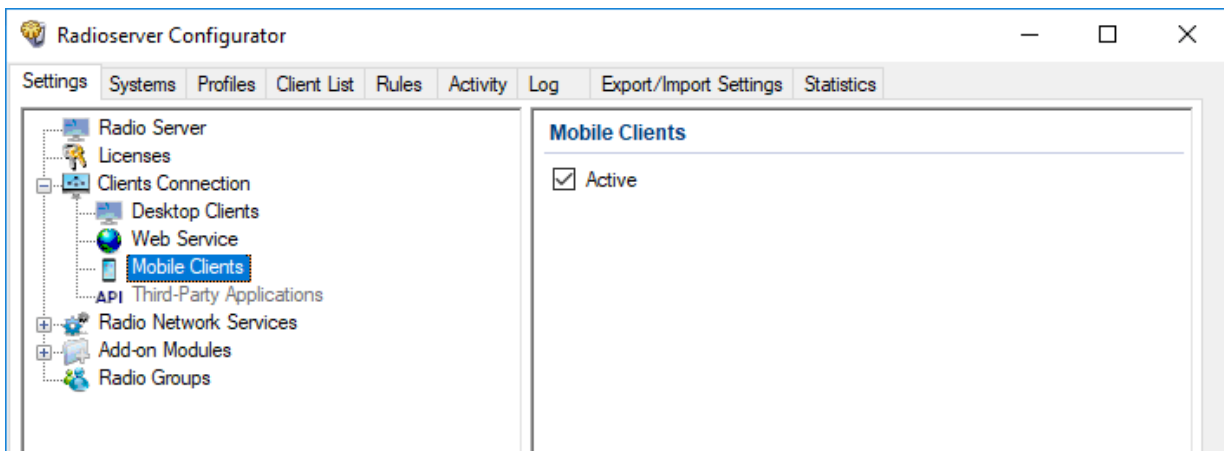 Radioserver Configurator
Settings Systems Profiles Client List Rules Activity Log Export/Import Settings Statistics
Radio Server
Licenses
Clients Connection
Desktop Clients
Web Service
Mobile Clients
API Third-Party Applications
Radio Network Services
Add-on Modules
Radio Groups
Mobile Clients
Active